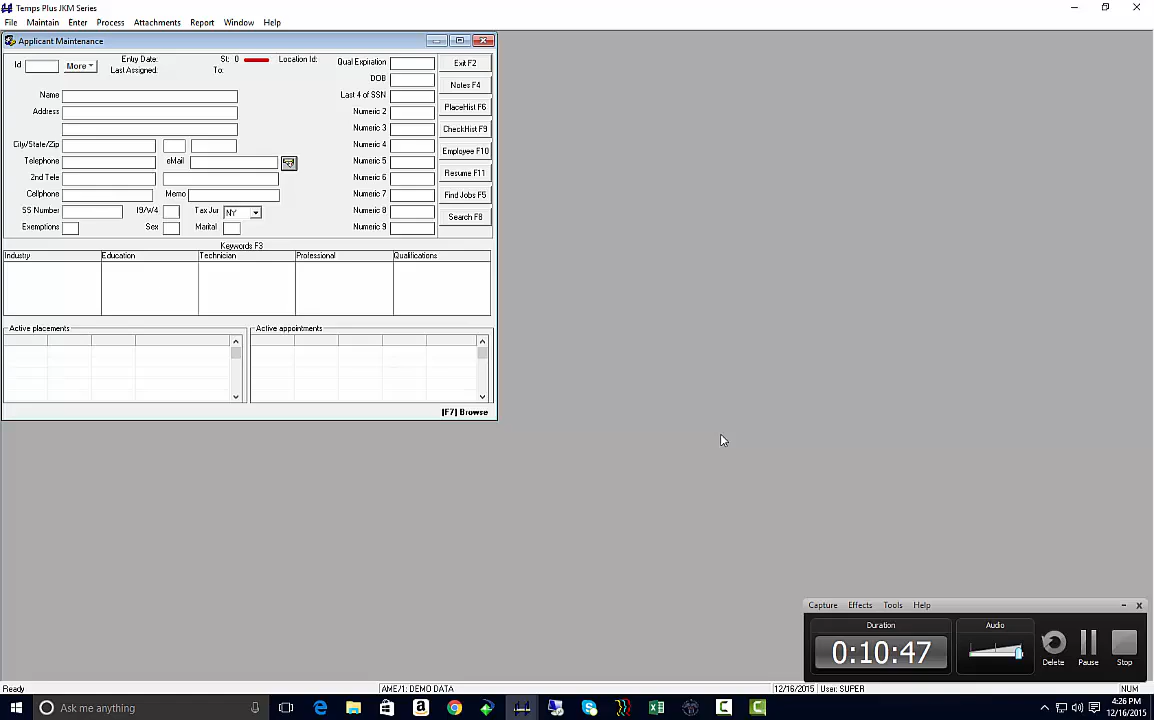 Temps Plus JKM Series
File Maintain Enter Process Attachments Report Window Help
Applicant Maintenance
Id More Entry Date: St: 0 Location Id: Qual Expiration Exit F2
Last Assigned: To:
DOB
Notes F4
Name Last 4 of SSN
Address Numeric 2 PlaceHist F6
Numeric 3 CheckHist F9
City/State/Zip Numeric 4 Employee F10
Telephone eMail Numeric 5
2nd Tele Numeric 6 Resume F11
Cellphone Memo Numeric 7 Find Jobs F5
SS Number I9/W4 Tax Jur NY Numeric 8 Search F8
Exemptions Sex Marital Numeric 9
Keywords F3
Industry Education Technician Professional Qualifications
Active placements Active appointments
[F7] Browse
Capture Effects Tools Help
Duration Audio
0:10:47
Delete Pause Stop
Ready AME/1: DEMO DATA 12/16/2015 User: SUPER NUM
Ask me anything
4:26 PM
12/16/2015